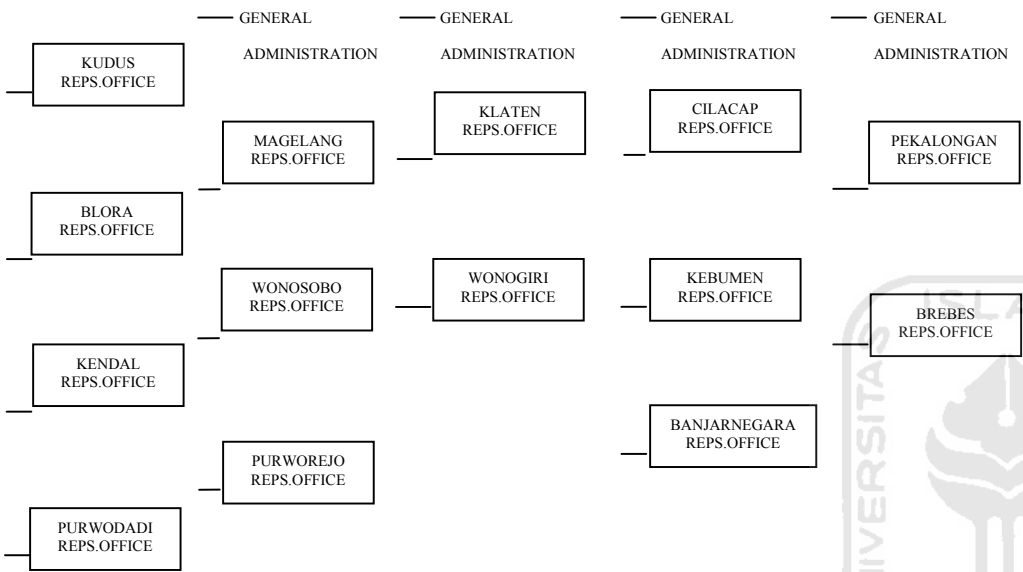 KUDUS
REPS.OFFICE
BLORA
REPS.OFFICE
KENDAL
REPS.OFFICE
PURWODADI
REPS.OFFICE
GENERAL
ADMINISTRATION
MAGELANG
REPS.OFFICE
WONOSOBO
REPS.OFFICE
PURWOREJO
REPS.OFFICE
GENERAL
ADMINISTRATION
KLATEN
REPS.OFFICE
WONOGIRI
REPS.OFFICE
GENERAL
ADMINISTRATION
CILACAP
REPS.OFFICE
KEBUMEN
REPS.OFFICE
BANJARNEGARA
REPS.OFFICE
GENERAL
ADMINISTRATION
PEKALONGAN
REPS.OFFICE
BREBES
REPS.OFFICE
ISLA
IVERSITAS